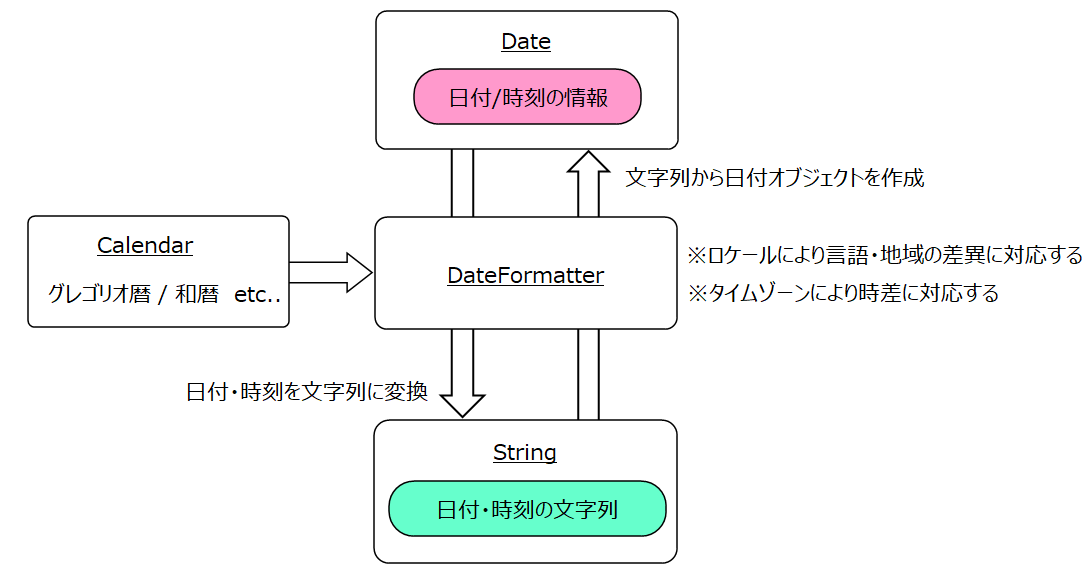 Date
日付/時刻の情報
文字列から日付オブジェクトを作成
Calendar
グレゴリオ暦 / 和暦 etc..
DateFormatter
※ロケールにより言語・地域の差異に対応する
※タイムゾーンにより時差に対応する
日付・時刻を文字列に変換
String
日付・時刻の文字列